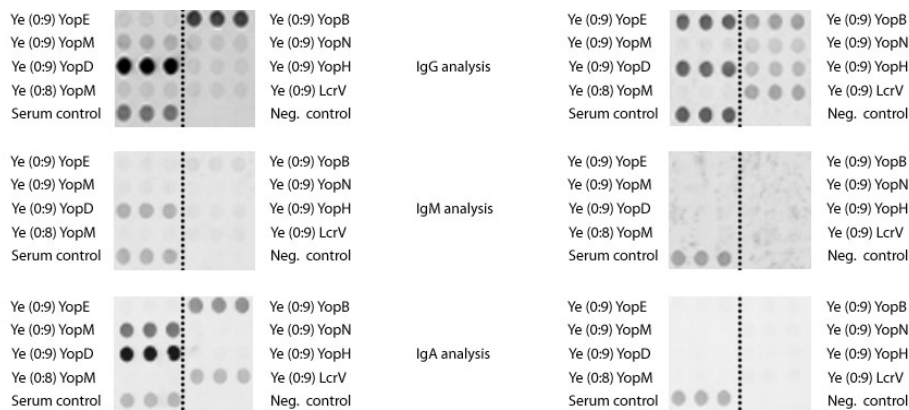 Ye (0:9) YopE Ye (0:9) YopB Ye (0:9) YopE Ye (0:9) YopB
Ye (0:9) YopM Ye (0:9) YopN Ye (0:9) YopM Ye (0:9) YopN
Ye (0:9) YopD Ye (0:9) YopH IgG analysis Ye (0:9) YopD Ye (0:9) YopH
Ye (0:8) YopM Ye (0:9) LcrV Ye (0:8) YopM Ye (0:9) LcrV
Serum control Neg. control Serum control Neg. control
Ye (0:9) YopE Ye (0:9) YopB Ye (0:9) YopE Ye (0:9) YopB
Ye (0:9) YopM Ye (0:9) YopN Ye (0:9) YopM Ye (0:9) YopN
Ye (0:9) YopD Ye (0:9) YopH IgM analysis Ye (0:9) YopD Ye (0:9) YopH
Ye (0:8) YopM Ye (0:9) LcrV Ye (0:8) YopM Ye (0:9) LcrV
Serum control Neg. control Serum control Neg. control
Ye (0:9) YopE Ye (0:9) YopB Ye (0:9) YopE Ye (0:9) YopB
Ye (0:9) YopM Ye (0:9) YopN Ye (0:9) YopM Ye (0:9) YopN
Ye (0:9) YopD Ye (0:9) YopH IgA analysis Ye (0:9) YopD Ye (0:9) YopH
Ye (0:8) YopM Ye (0:9) LcrV Ye (0:8) YopM Ye (0:9) LcrV
Serum control Neg. control Serum control Neg. control